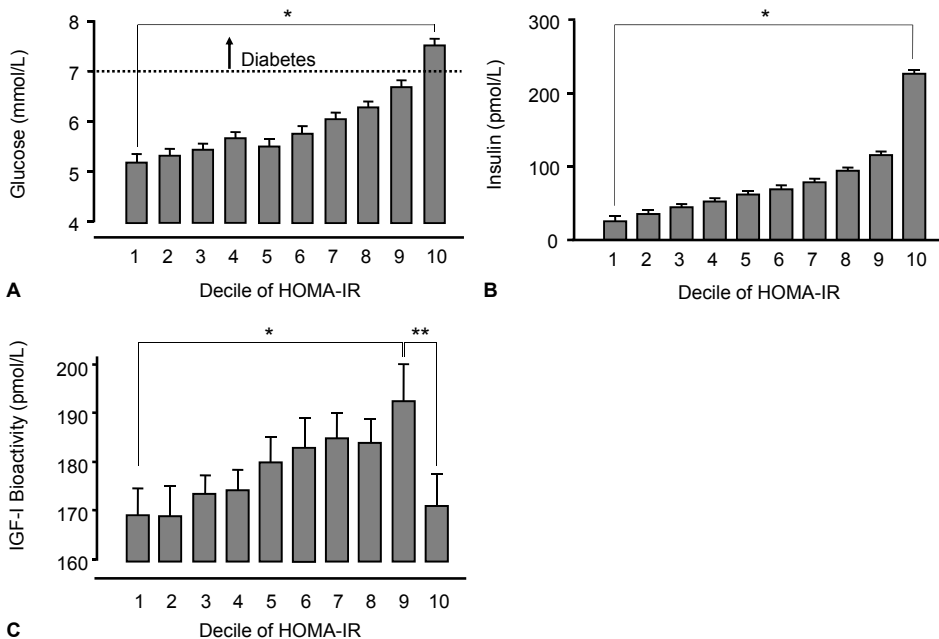 *
8
7
6
5
4
Glucose (mmol/L)
Diabetes
1 2 3 4 5 6 7 8 9 10
A
Decile of HOMA-IR
*
300
200
100
0
Insulin (pmol/L)
1 2 3 4 5 6 7 8 9 10
B
Decile of HOMA-IR
* **
200
190
180
170
160
IGF-I Bioactivity (pmol/L)
1 2 3 4 5 6 7 8 9 10
C
Decile of HOMA-IR